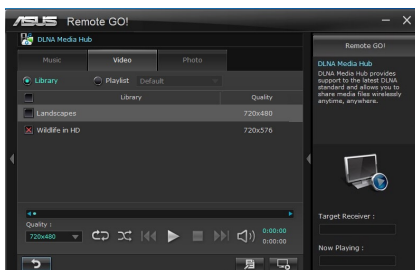 ASUS Remote GO!
DLNA Media Hub
Remote GO!
Music Video Photo
Library Playlist Default
Library Quality
Landscapes 720x480
Wildlife in HD 720x576
DLNA Media Hub
DLNA Media Hub provides
support to the latest DLNA
standard and allows you to
share media files wirelessly
anytime, anywhere.
Quality :
720x480
0:00:00
0:00:00
Target Receiver :
Now Playing :